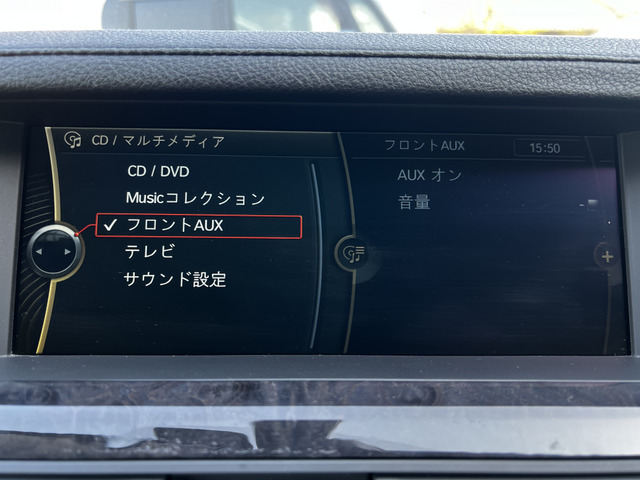 CD / マルチメディア
CD / DVD
Musicコレクション
✓ フロントAUX
テレビ
サウンド設定
フロントAUX
15:50
AUX オン
音量